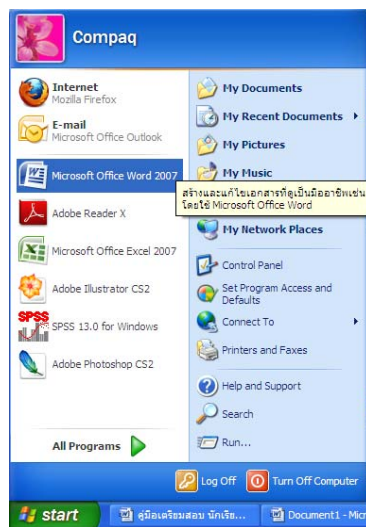 Compaq
Internet
Mozilla Firefox
E-mail
Microsoft Office Outlook
Microsoft Office Word 2007
Adobe Reader X
Microsoft Office Excel 2007
Adobe Illustrator CS2
SPSS
SPSS 13.0 for Windows
Adobe Photoshop CS2
All Programs
My Documents
My Recent Documents
My Pictures
My Music
สร้างและแก้ไขเอกสารที่ดูเป็นมืออาชีพเช่น
โดยใช้ Microsoft Office Word
My Network Places
Control Panel
Set Program Access and
Defaults
Connect To
Printers and Faxes
Help and Support
Search
Run...
Log Off
Turn Off Computer
start
คู่มือเตรียมสอบ นักเรีย...
Document1 - Micr